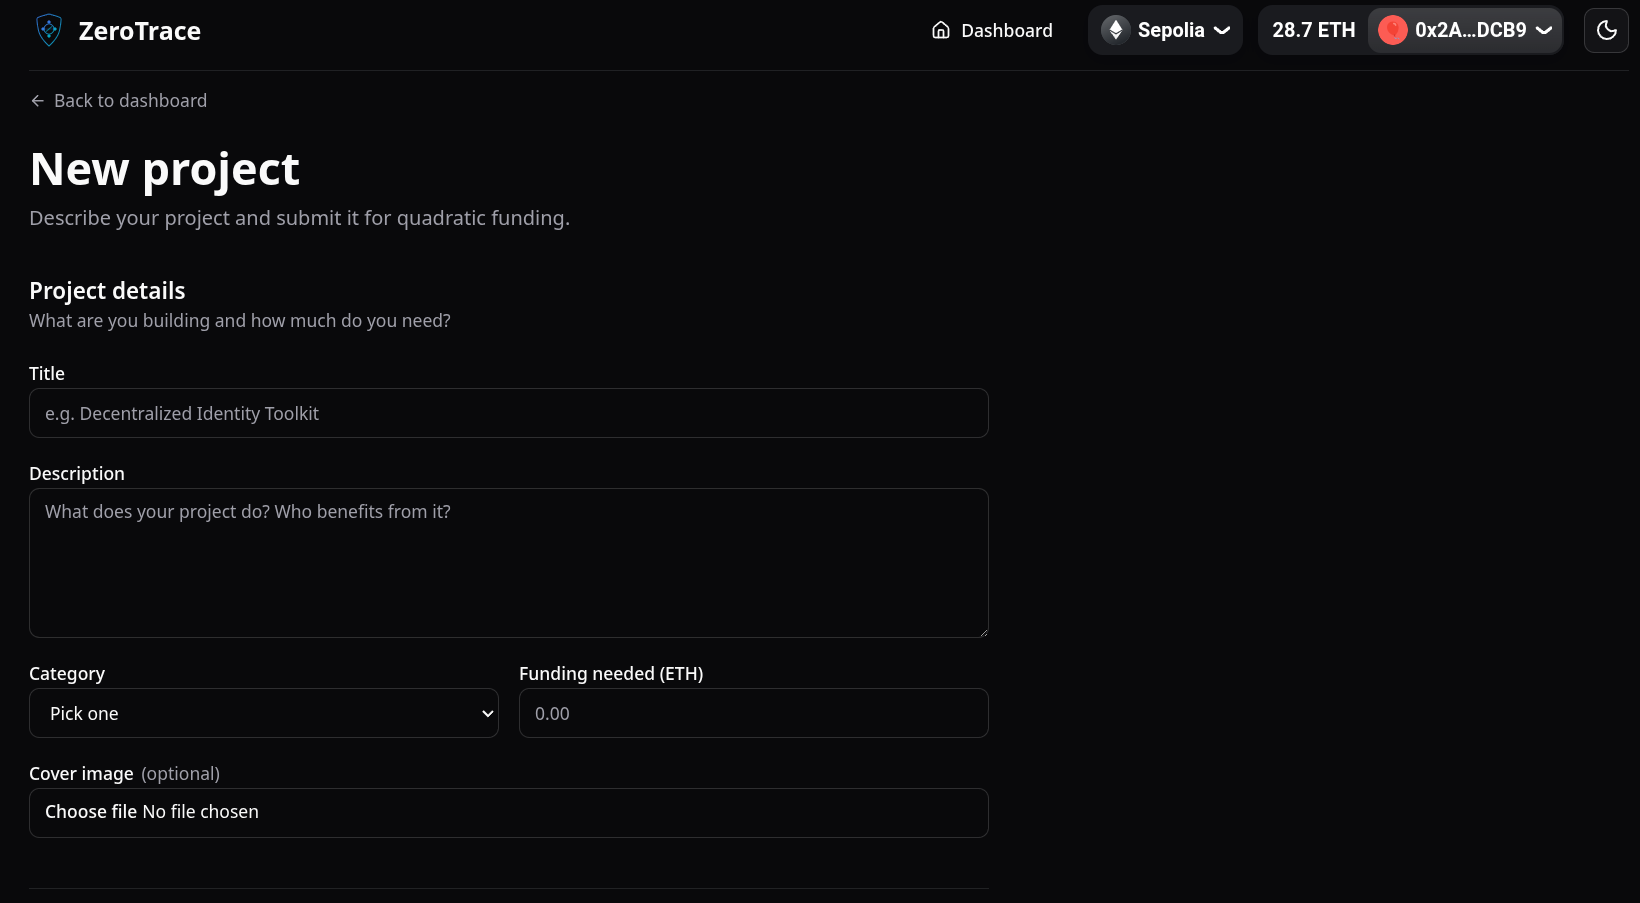 ZeroTrace
Dashboard
Sepolia
28.7 ETH
0x2A...DCB9
Back to dashboard
New project
Describe your project and submit it for quadratic funding.
Project details
What are you building and how much do you need?
Title
e.g. Decentralized Identity Toolkit
Description
What does your project do? Who benefits from it?
Category
Funding needed (ETH)
Pick one
0.00
Cover image (optional)
Choose file No file chosen